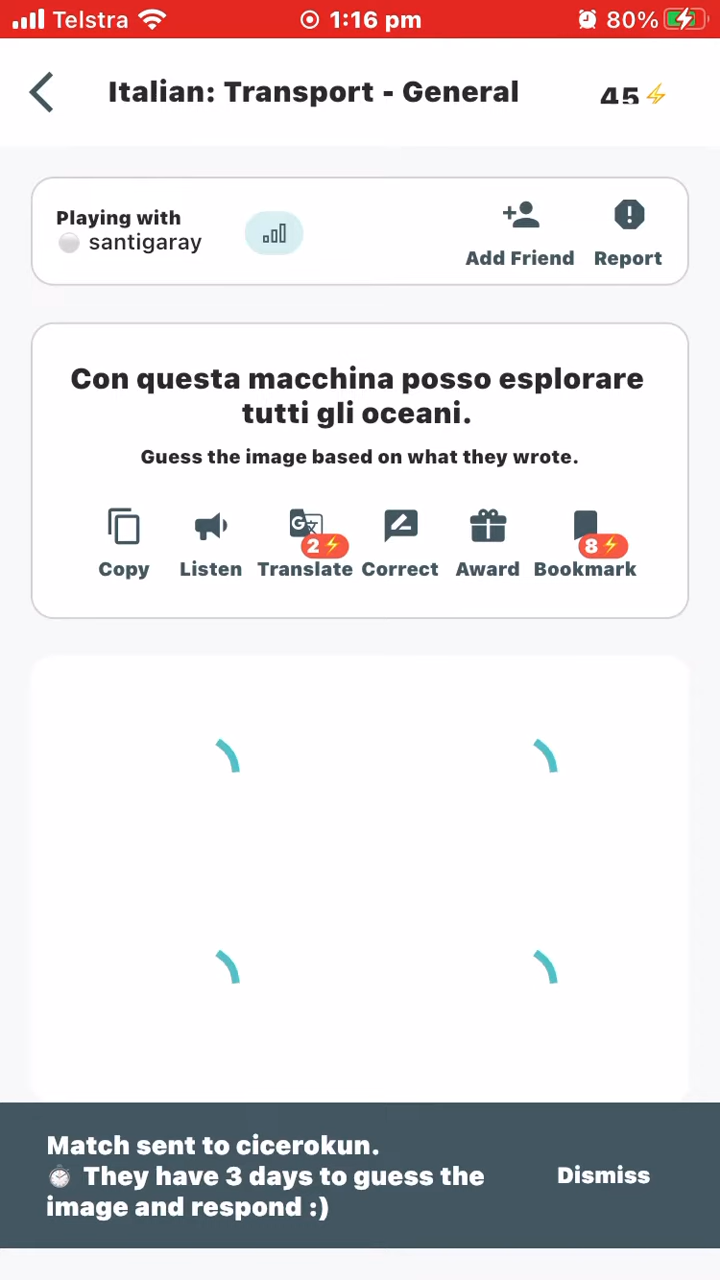 Telstra 1:16 pm 80%
Italian: Transport - General 45
Playing with
santigaray
Add Friend Report
Con questa macchina posso esplorare
tutti gli oceani.
Guess the image based on what they wrote.
2 8
Copy Listen Translate Correct Award Bookmark
Match sent to cicerokun.
They have 3 days to guess the
image and respond :)
Dismiss